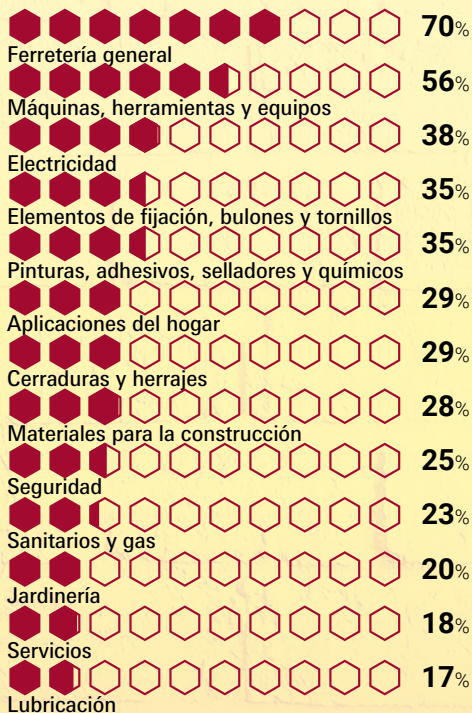 70%
Ferretería general
56%
Máquinas, herramientas y equipos
38%
Electricidad
35%
Elementos de fijación, bulones y tornillos
35%
Pinturas, adhesivos, selladores y químicos
29%
Aplicaciones del hogar
29%
Cerraduras y herrajes
28%
Materiales para la construcción
25%
Seguridad
23%
Sanitarios y gas
20%
Jardinería
18%
Servicios
17%
Lubricación